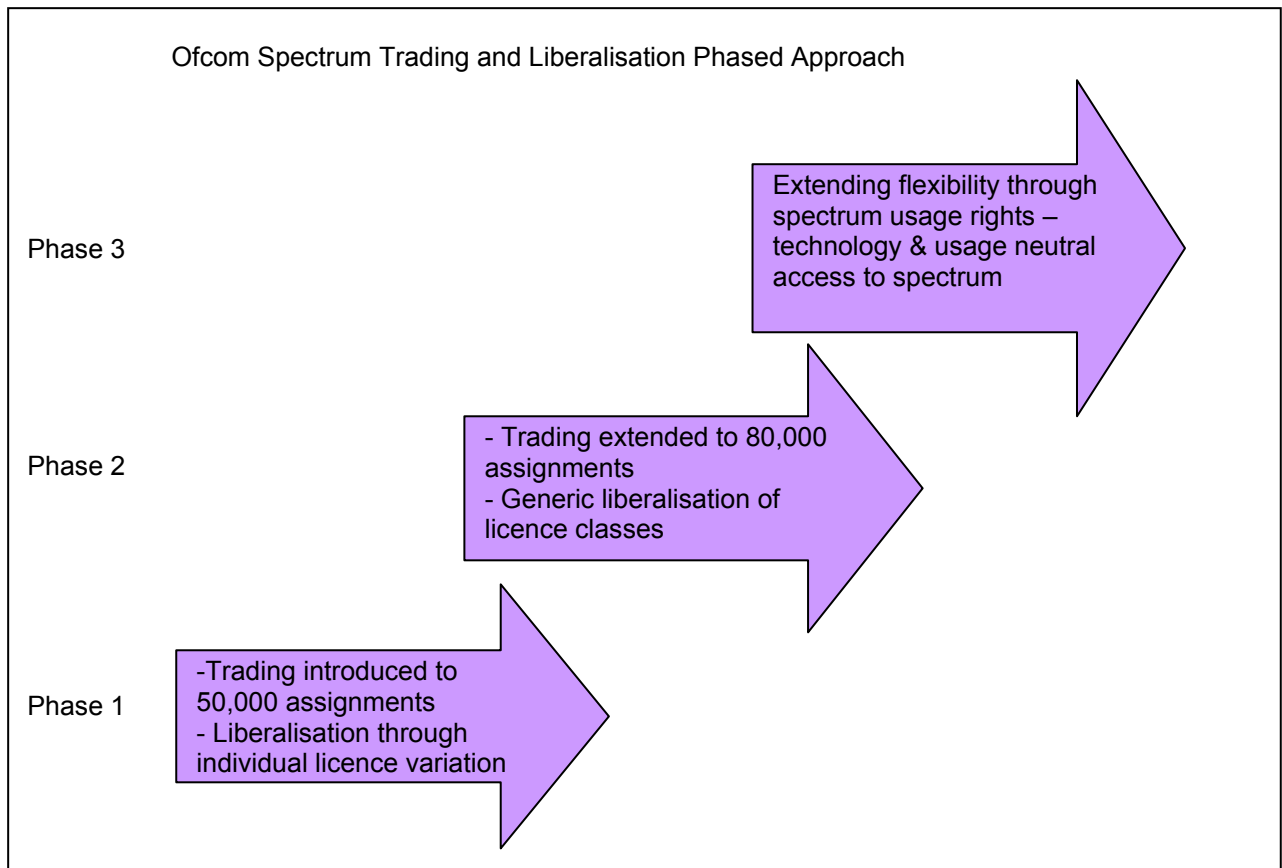 Ofcom Spectrum Trading and Liberalisation Phased Approach
Phase 3
Extending flexibility through
spectrum usage rights –
technology & usage neutral
access to spectrum
Phase 2
- Trading extended to 80,000
assignments
- Generic liberalisation of
licence classes
Phase 1
-Trading introduced to
50,000 assignments
- Liberalisation through
individual licence variation